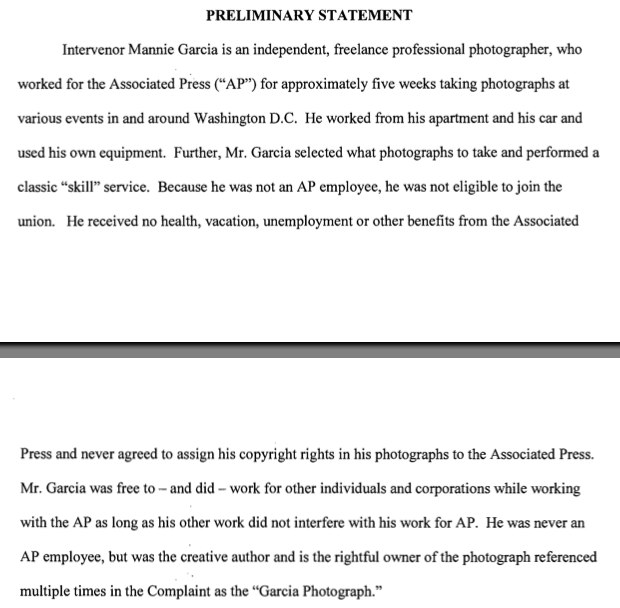 PRELIMINARY STATEMENT
Intervenor Mannie Garcia is an independent, freelance professional photographer, who
worked for the Associated Press (“AP”) for approximately five weeks taking photographs at
various events in and around Washington D.C. He worked from his apartment and his car and
used his own equipment. Further, Mr. Garcia selected what photographs to take and performed a
classic “skill” service. Because he was not an AP employee, he was not eligible to join the
union. He received no health, vacation, unemployment or other benefits from the Associated
Press and never agreed to assign his copyright rights in his photographs to the Associated Press.
Mr. Garcia was free to – and did – work for other individuals and corporations while working
with the AP as long as his other work did not interfere with his work for AP. He was never an
AP employee, but was the creative author and is the rightful owner of the photograph referenced
multiple times in the Complaint as the “Garcia Photograph.”